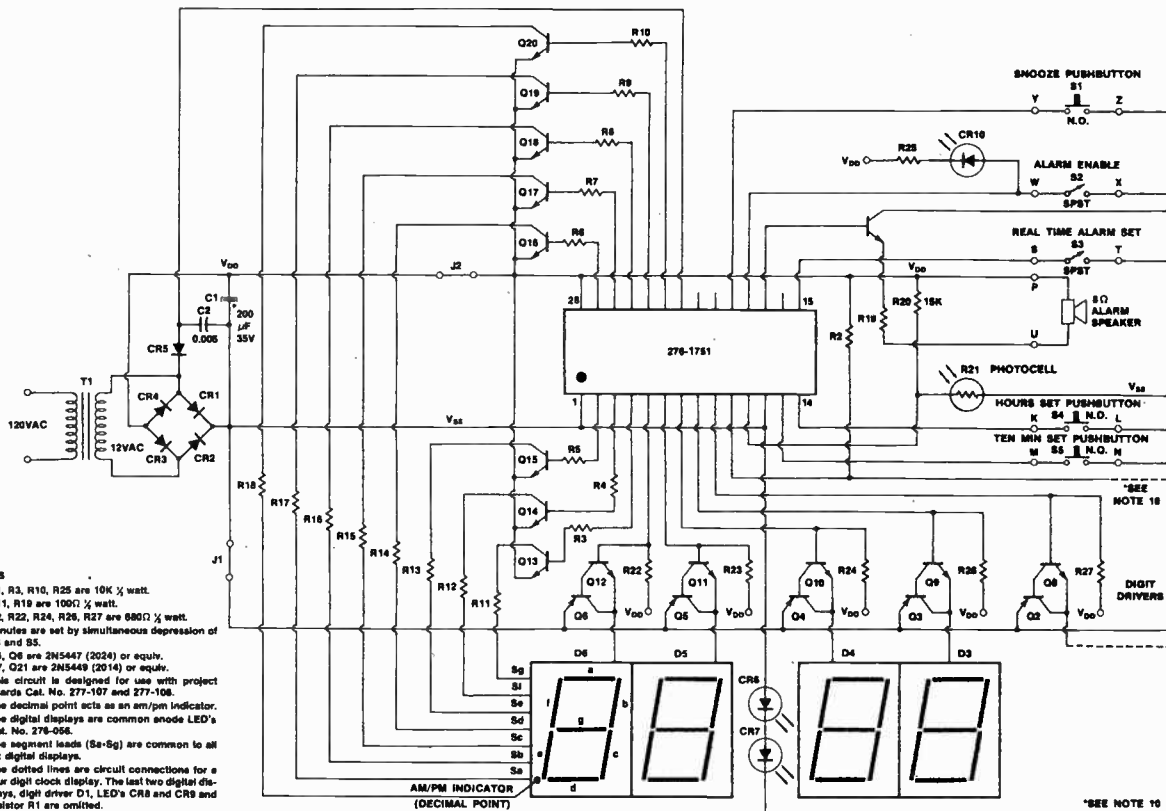 Q20
R10
Q19
R9
SNOOZE PUSHBUTTON
S1
Y
Z
N.O.
Q18
R8
CR10
VDD
R25
ALARM ENABLE
S2
W
X
SPST
Q17
R7
Q16
R6
REAL TIME ALARM SET
S3
S
T
SPST
VDD
J2
VDD
P
C1
200
μF
35V
C2
0.005
28
15
R20
15K
R19
8Ω
ALARM
SPEAKER
U
CR5
276-1751
R2
R21
PHOTOCELL
T1
CR4
CR1
120VAC
12VAC
CR3
CR2
VSS
1
14
VSS
HOURS SET PUSHBUTTON
K
S4
N.O.
L
TEN MIN SET PUSHBUTTON
M
S5
N.O.
N
Q15
R5
R18
R17
R4
*SEE
NOTE 10
R16
Q14
R15
R3
R14
J1
R13
Q13
R12
R11
Q12
R22
Q11
R23
Q10
R24
Q9
R26
Q8
R27
DIGIT
DRIVERS
VDD
VDD
VDD
VDD
VDD
Q6
Q5
Q4
Q3
Q2
, R3, R10, R25 are 10K ½ watt.
11, R19 are 100Ω ½ watt.
2, R22, R24, R26, R27 are 680Ω ½ watt.
nutes are set by simultaneous depression of
and S5.
, Q6 are 2N5447 (2024) or equiv.
7, Q21 are 2N5449 (2014) or equiv.
is circuit is designed for use with project
ards Cat. No. 277-107 and 277-108.
e decimal point acts as an am/pm indicator.
e digital displays are common anode LED's
t. No. 276-056.
e segment leads (Sa-Sg) are common to all
digital displays.
e dotted lines are circuit connections for a
ur digit clock display. The last two digital dis-
ays, digit driver D1, LED's CR8 and CR9 and
sistor R1 are omitted.
D6
D5
D4
D3
Sg
Sf
Se
Sd
Sc
Sb
Sa
a
b
c
d
e
f
g
CR6
CR7
AM/PM INDICATOR
(DECIMAL POINT)
*SEE NOTE 10